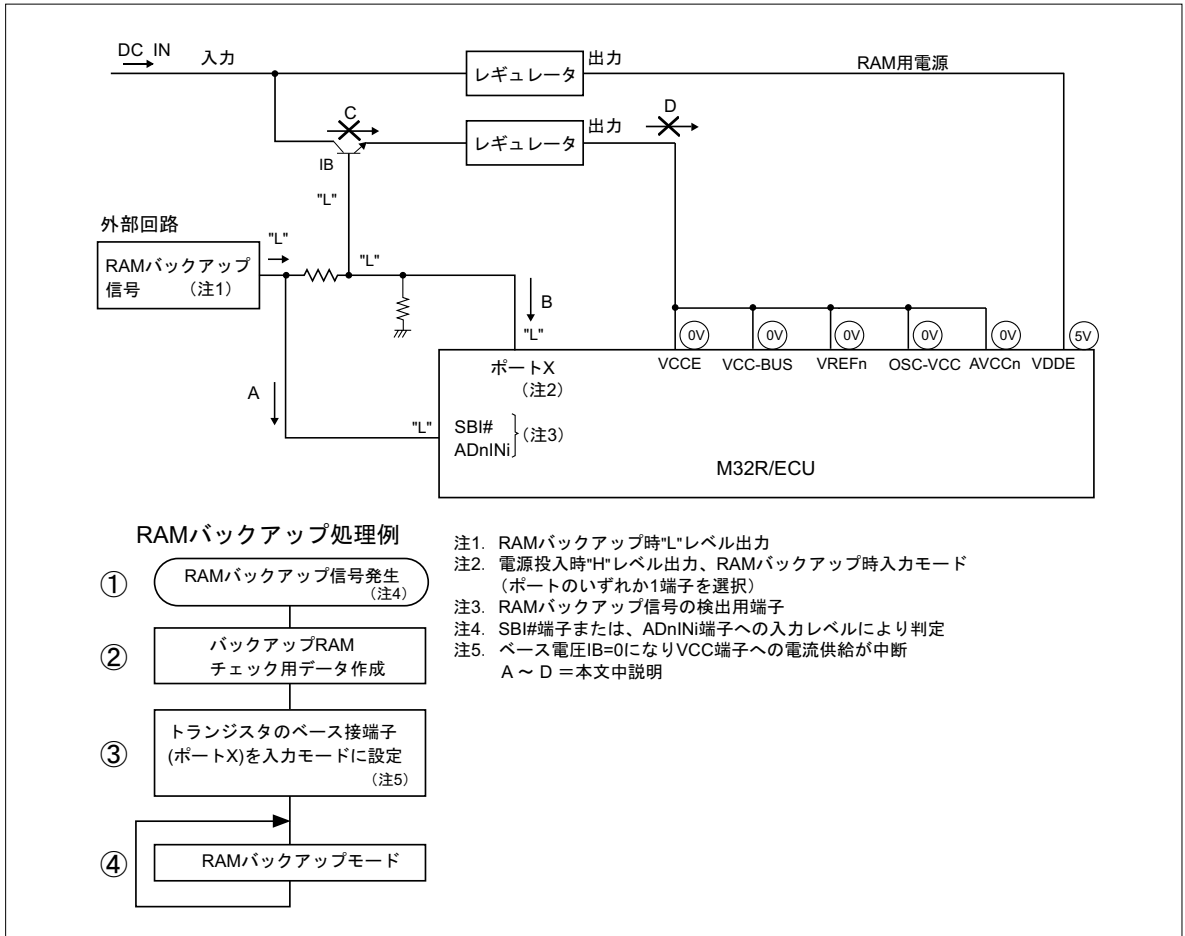 DC IN
入力
レギュレータ
出力
RAM用電源
C
IB
レギュレータ
出力
D
"L"
外部回路
RAMバックアップ
信号 (注1)
"L"
"L"
B
"L"
A
"L"
0V
0V
0V
0V
0V
5V
VCCE
VCC-BUS
VREFn
OSC-VCC
AVCCn
VDDE
ポートX
(注2)
SBI#
ADnINi
(注3)
M32R/ECU
RAMバックアップ処理例
① RAMバックアップ信号発生
(注4)
② バックアップRAM
チェック用データ作成
③ トランジスタのベース接端子
(ポートX)を入力モードに設定
(注5)
④ RAMバックアップモード
注1. RAMバックアップ時"L"レベル出力
注2. 電源投入時"H"レベル出力、RAMバックアップ時入力モード
(ポートのいずれか1端子を選択)
注3. RAMバックアップ信号の検出用端子
注4. SBI#端子または、ADnINi端子への入力レベルにより判定
注5. ベース電圧IB=0になりVCC端子への電流供給が中断
A ～ D ＝本文中説明